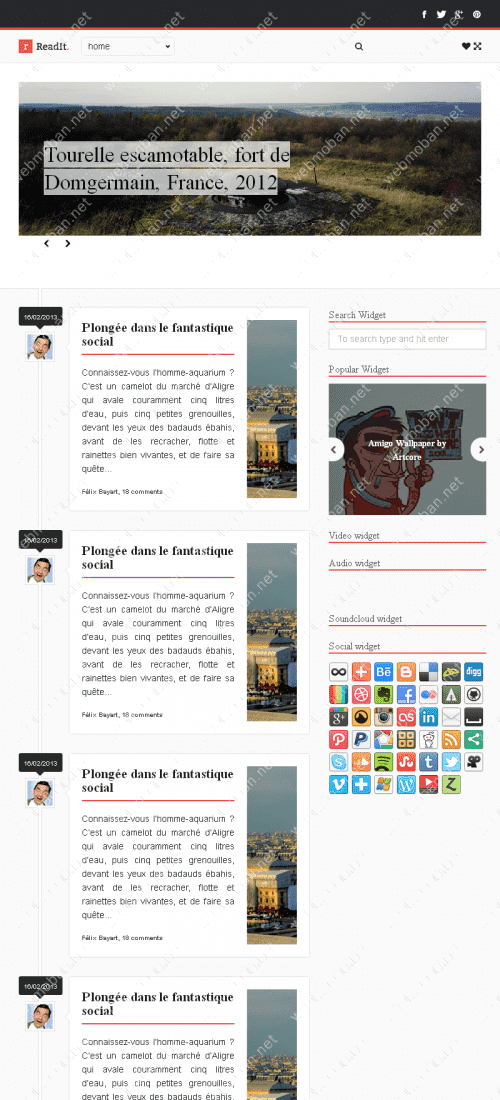 ReadIt.
home
Tourelle escamotable, fort de
Domgermain, France, 2012
16/02/2013
Plongée dans le fantastique
social
Connaissez-vous l'homme-aquarium ?
C'est un camelot du marché d'Aligre
qui avale couramment cinq litres
d'eau, puis cinq petites grenouilles,
devant les yeux des badauds ébahis,
avant de les recracher, flotte et
rainettes bien vivantes, et de faire sa
quête...
Félix Bayart, 18 comments
16/02/2013
Plongée dans le fantastique
social
Connaissez-vous l'homme-aquarium ?
C'est un camelot du marché d'Aligre
qui avale couramment cinq litres
d'eau, puis cinq petites grenouilles,
devant les yeux des badauds ébahis,
avant de les recracher, flotte et
rainettes bien vivantes, et de faire sa
quête...
Félix Bayart, 18 comments
16/02/2013
Plongée dans le fantastique
social
Connaissez-vous l'homme-aquarium ?
C'est un camelot du marché d'Aligre
qui avale couramment cinq litres
d'eau, puis cinq petites grenouilles,
devant les yeux des badauds ébahis,
avant de les recracher, flotte et
rainettes bien vivantes, et de faire sa
quête...
Félix Bayart, 18 comments
16/02/2013
Plongée dans le fantastique
social
Connaissez-vous l'homme-aquarium ?
C'est un camelot du marché d'Aligre
qui avale couramment cinq litres
d'eau, puis cinq petites grenouilles,
devant les yeux des badauds ébahis,
Search Widget
To search type and hit enter
Popular Widget
Amigo Wallpaper by
Artcore
Video widget
Audio widget
Soundcloud widget
Social widget
webmoban.net